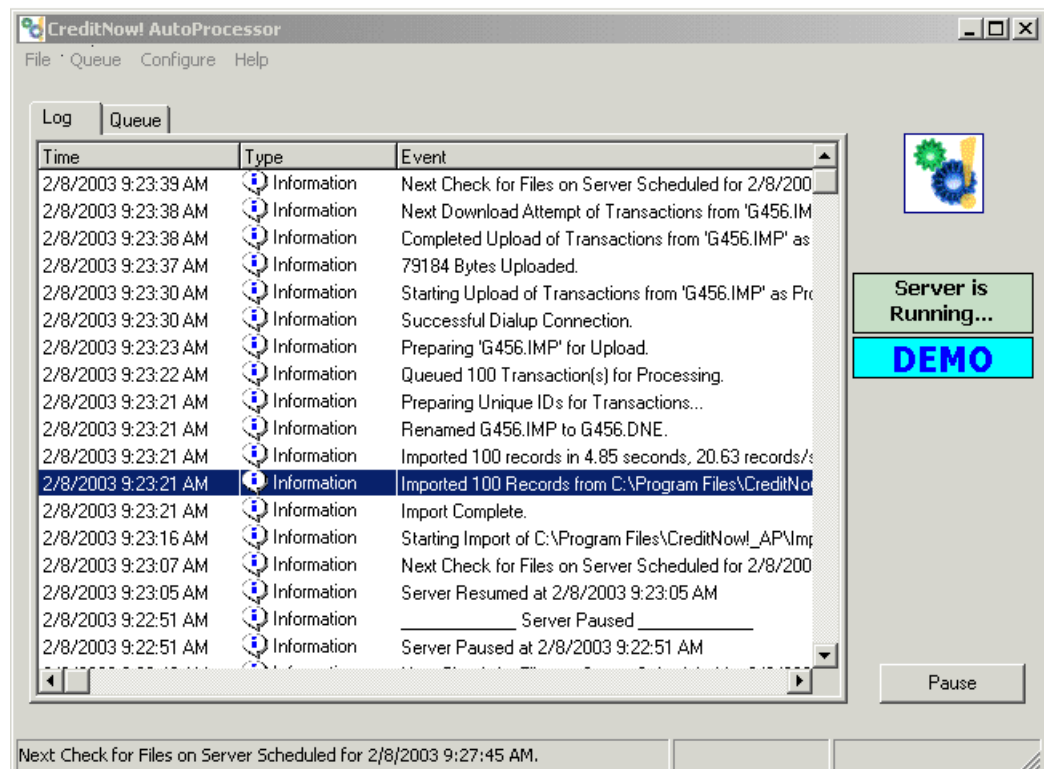 CreditNow! AutoProcessor
File Queue Configure Help
Log Queue
Time Type Event
2/8/2003 9:23:39 AM Information Next Check for Files on Server Scheduled for 2/8/200
2/8/2003 9:23:38 AM Information Next Download Attempt of Transactions from 'G456.IM
2/8/2003 9:23:38 AM Information Completed Upload of Transactions from 'G456.IMP' as
2/8/2003 9:23:37 AM Information 79184 Bytes Uploaded.
2/8/2003 9:23:30 AM Information Starting Upload of Transactions from 'G456.IMP' as Pro
2/8/2003 9:23:30 AM Information Successful Dialup Connection.
2/8/2003 9:23:23 AM Information Preparing 'G456.IMP' for Upload.
2/8/2003 9:23:22 AM Information Queued 100 Transaction(s) for Processing.
2/8/2003 9:23:21 AM Information Preparing Unique IDs for Transactions...
2/8/2003 9:23:21 AM Information Renamed G456.IMP to G456.DNE.
2/8/2003 9:23:21 AM Information Imported 100 records in 4.85 seconds, 20.63 records/s
2/8/2003 9:23:21 AM Information Imported 100 Records from C:\Program Files\CreditNo
2/8/2003 9:23:21 AM Information Import Complete.
2/8/2003 9:23:16 AM Information Starting Import of C:\Program Files\CreditNow!_AP\Imp
2/8/2003 9:23:07 AM Information Next Check for Files on Server Scheduled for 2/8/200
2/8/2003 9:23:05 AM Information Server Resumed at 2/8/2003 9:23:05 AM
2/8/2003 9:22:51 AM Information ____________ Server Paused ____________
2/8/2003 9:22:51 AM Information Server Paused at 2/8/2003 9:22:51 AM
Server is
Running...
DEMO
Pause
Next Check for Files on Server Scheduled for 2/8/2003 9:27:45 AM.